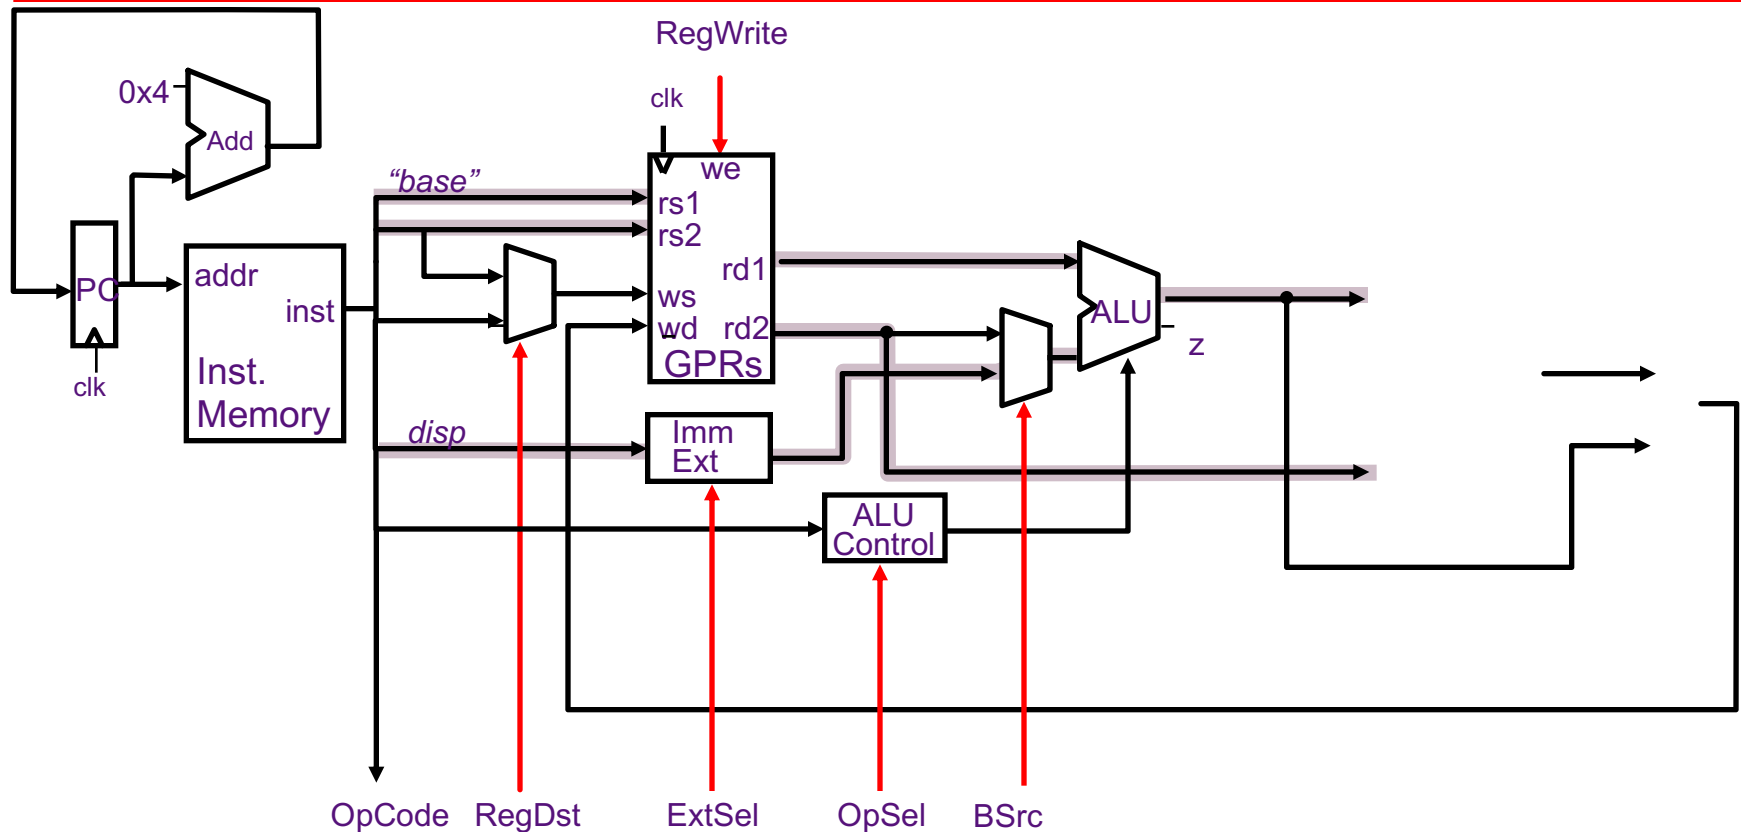 RegWrite
0x4
clk
Add
we
“base”
rs1
rs2
addr
PC
rd1
inst
ws
ALU
wd
rd2
z
GPRs
clk
Inst.
Memory
disp
Imm
Ext
ALU
Control
OpCode
RegDst
ExtSel
OpSel
BSrc